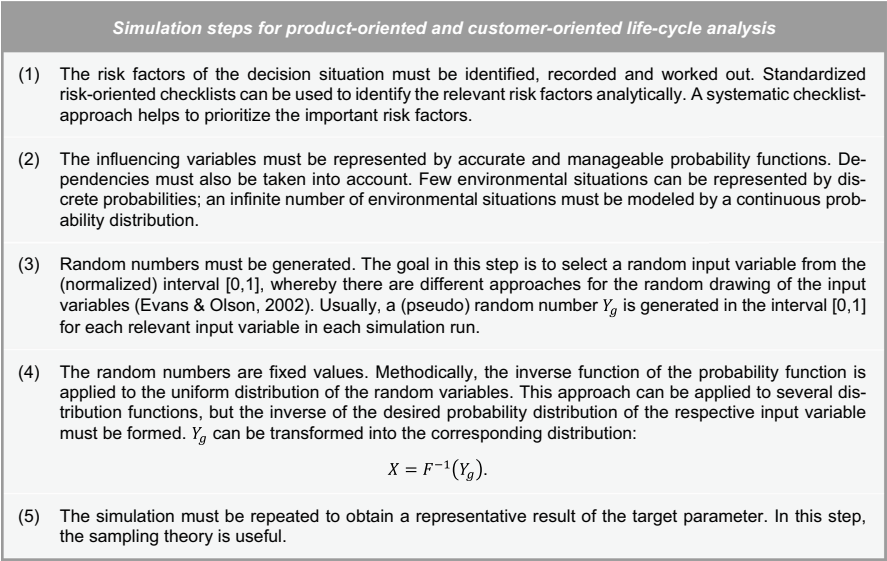 Simulation steps for product-oriented and customer-oriented life-cycle analysis
(1) The risk factors of the decision situation must be identified, recorded and worked out. Standardized
risk-oriented checklists can be used to identify the relevant risk factors analytically. A systematic checklist-
approach helps to prioritize the important risk factors.
(2) The influencing variables must be represented by accurate and manageable probability functions. De-
pendencies must also be taken into account. Few environmental situations can be represented by dis-
crete probabilities; an infinite number of environmental situations must be modeled by a continuous prob-
ability distribution.
(3) Random numbers must be generated. The goal in this step is to select a random input variable from the
(normalized) interval [0,1], whereby there are different approaches for the random drawing of the input
variables (Evans & Olson, 2002). Usually, a (pseudo) random number Y_g is generated in the interval [0,1]
for each relevant input variable in each simulation run.
(4) The random numbers are fixed values. Methodically, the inverse function of the probability function is
applied to the uniform distribution of the random variables. This approach can be applied to several dis-
tribution functions, but the inverse of the desired probability distribution of the respective input variable
must be formed. Y_g can be transformed into the corresponding distribution:
X = F⁻¹(Y_g).
(5) The simulation must be repeated to obtain a representative result of the target parameter. In this step,
the sampling theory is useful.